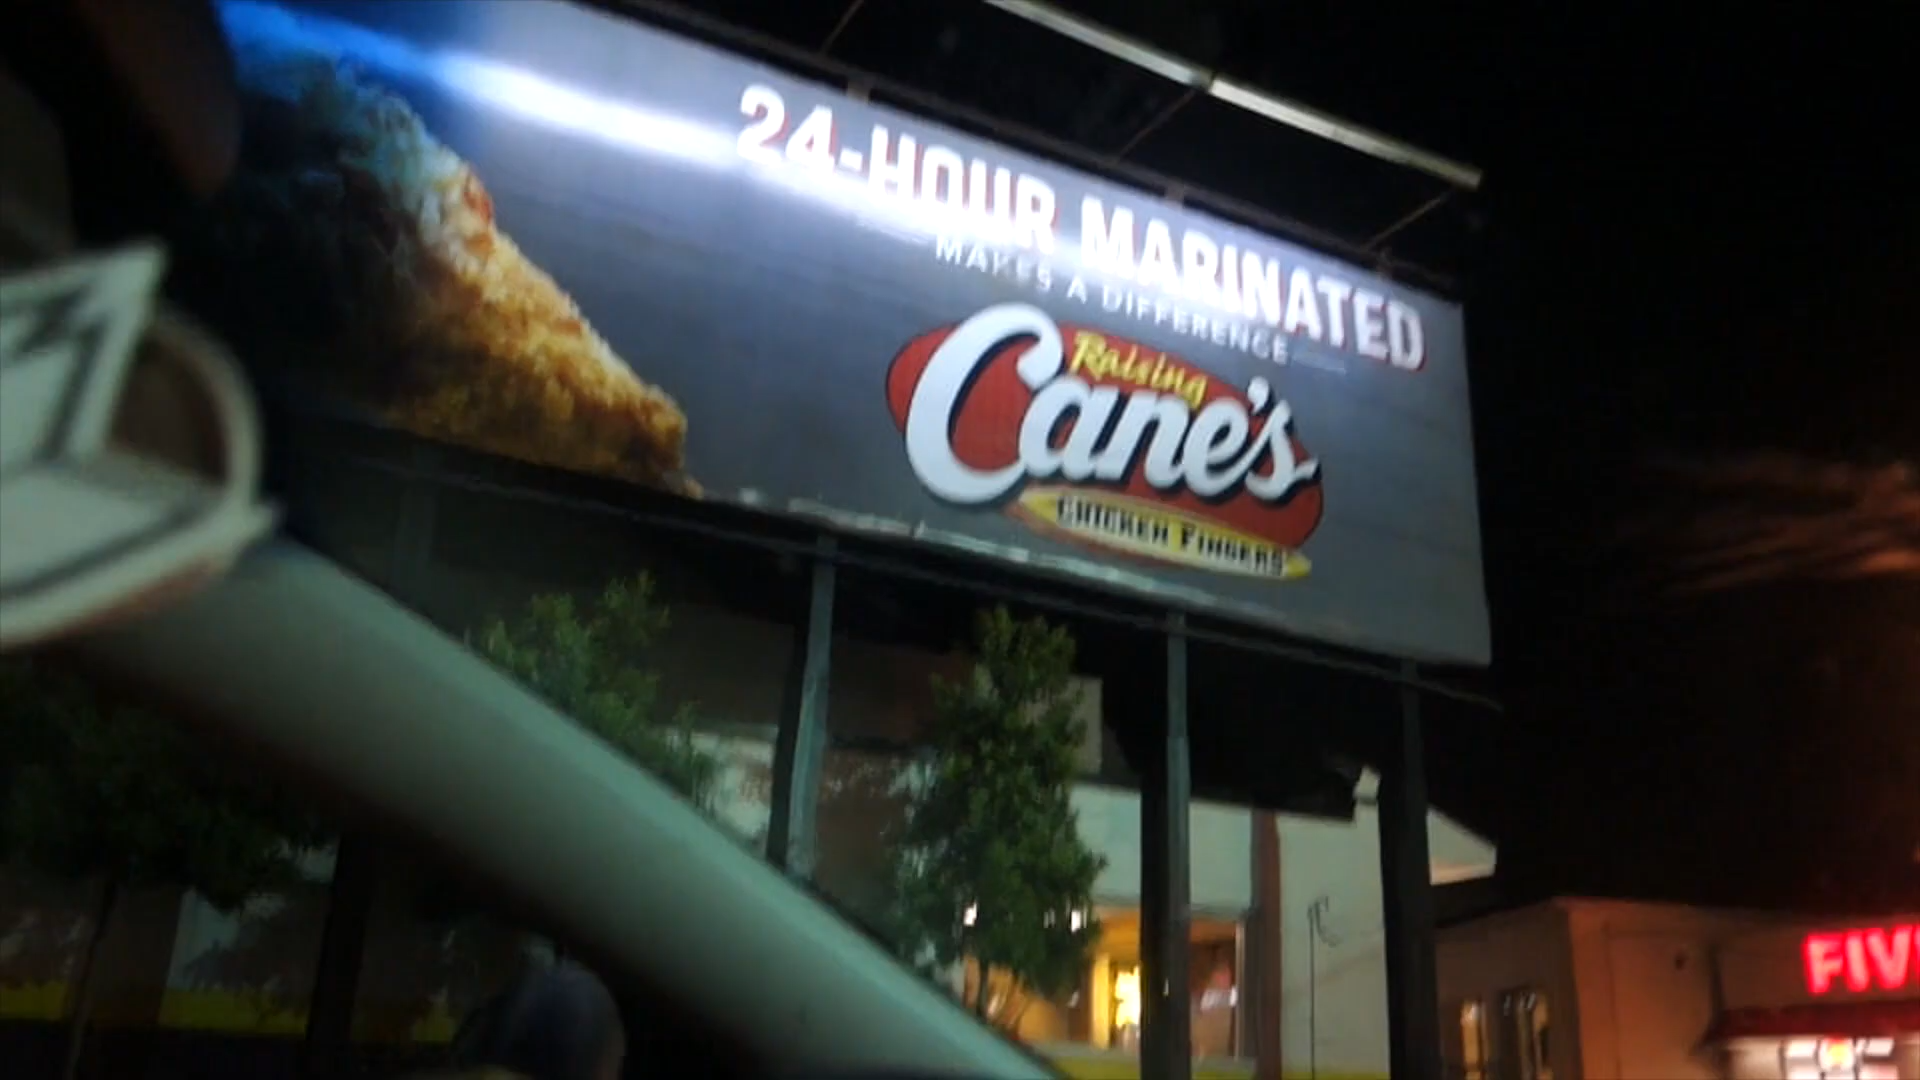 24-HOUR MARINATED
MAKES A DIFFERENCE
Raising
Cane's
CHICKEN FINGERS
FIV